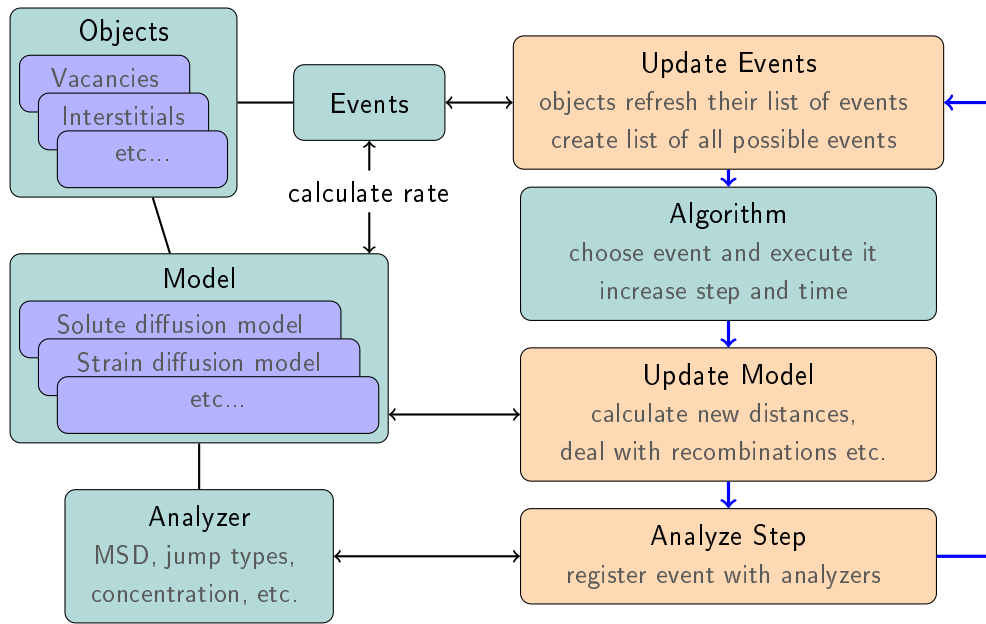 Objects
Vacancies
Interstitials
etc...
Events
calculate rate
Model
Solute diffusion model
Strain diffusion model
etc...
Analyzer
MSD, jump types,
concentration, etc.
Update Events
objects refresh their list of events
create list of all possible events
Algorithm
choose event and execute it
increase step and time
Update Model
calculate new distances,
deal with recombinations etc.
Analyze Step
register event with analyzers